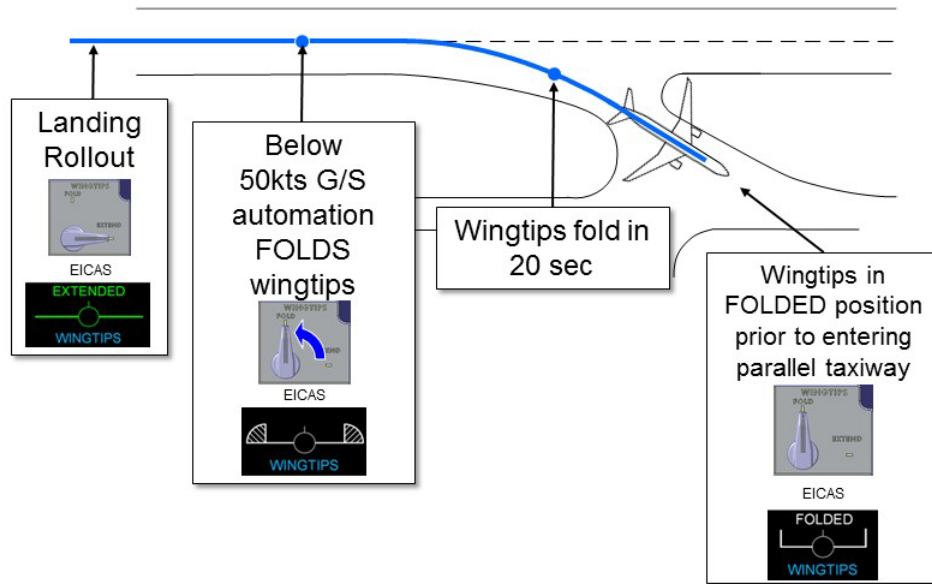 Landing
Rollout
WINGTIPS
FOLD
EXTEND
EICAS
EXTENDED
WINGTIPS
Below
50kts G/S
automation
FOLDS
wingtips
WINGTIPS
FOLD
END
EICAS
WINGTIPS
Wingtips fold in
20 sec
Wingtips in
FOLDED position
prior to entering
parallel taxiway
WINGTIPS
FOLD
EXTEND
EICAS
FOLDED
WINGTIPS